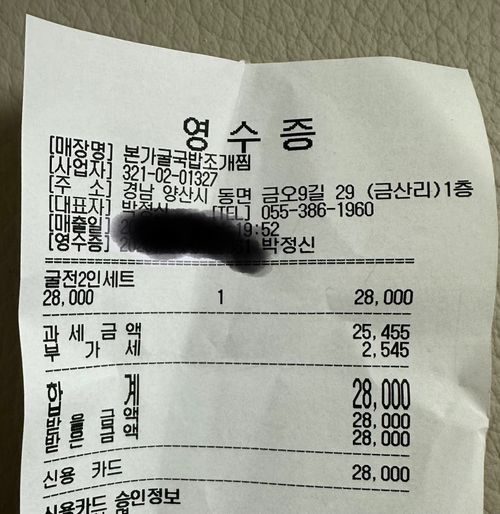 영 수 증
[매장명] 본가굴국밥조개찜
[사업자] 321-02-01327
[주 소] 경남 양산시 동면 금오9길 29 (금산리)1층
[대표자] 박정신 [TEL] 055-386-1960
[매출일] 19:52
[영수증] 박정신
굴전2인세트
28,000 1 28,000
과 세 금 액 25,455
부 가 세 2,545
합 계 28,000
받 을 금 액 28,000
받 은 금 액 28,000
신용 카드 28,000
신용카드 승인정보